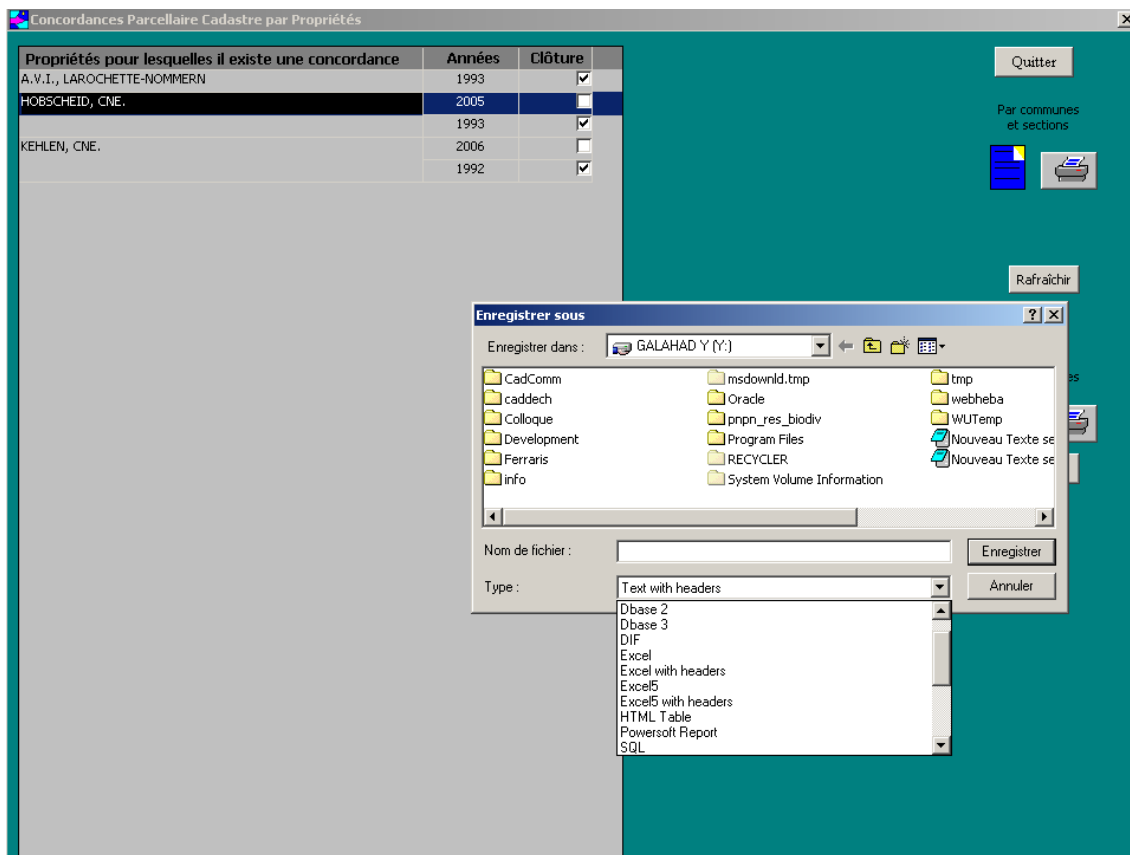 Concordances Parcellaire Cadastre par Propriétés
Propriétés pour lesquelles il existe une concordance Années Clôture
A.V.I., LAROCHETTE-NOMMERN 1993
HOBSCHEID, CNE. 2005
1993
KEHLEN, CNE. 2006
1992
Quitter
Par communes
et sections
Rafraîchir
es
Enregistrer sous
Enregistrer dans : GALAHAD Y (Y:)
CadComm msdownld.tmp tmp
caddech Oracle webheba
Colloque pnpn_res_biodiv WUTemp
Development Program Files Nouveau Texte se
Ferraris RECYCLER Nouveau Texte se
info System Volume Information
Nom de fichier : Enregistrer
Type : Text with headers Annuler
Dbase 2
Dbase 3
DIF
Excel
Excel with headers
Excel5
Excel5 with headers
HTML Table
Powersoft Report
SQL